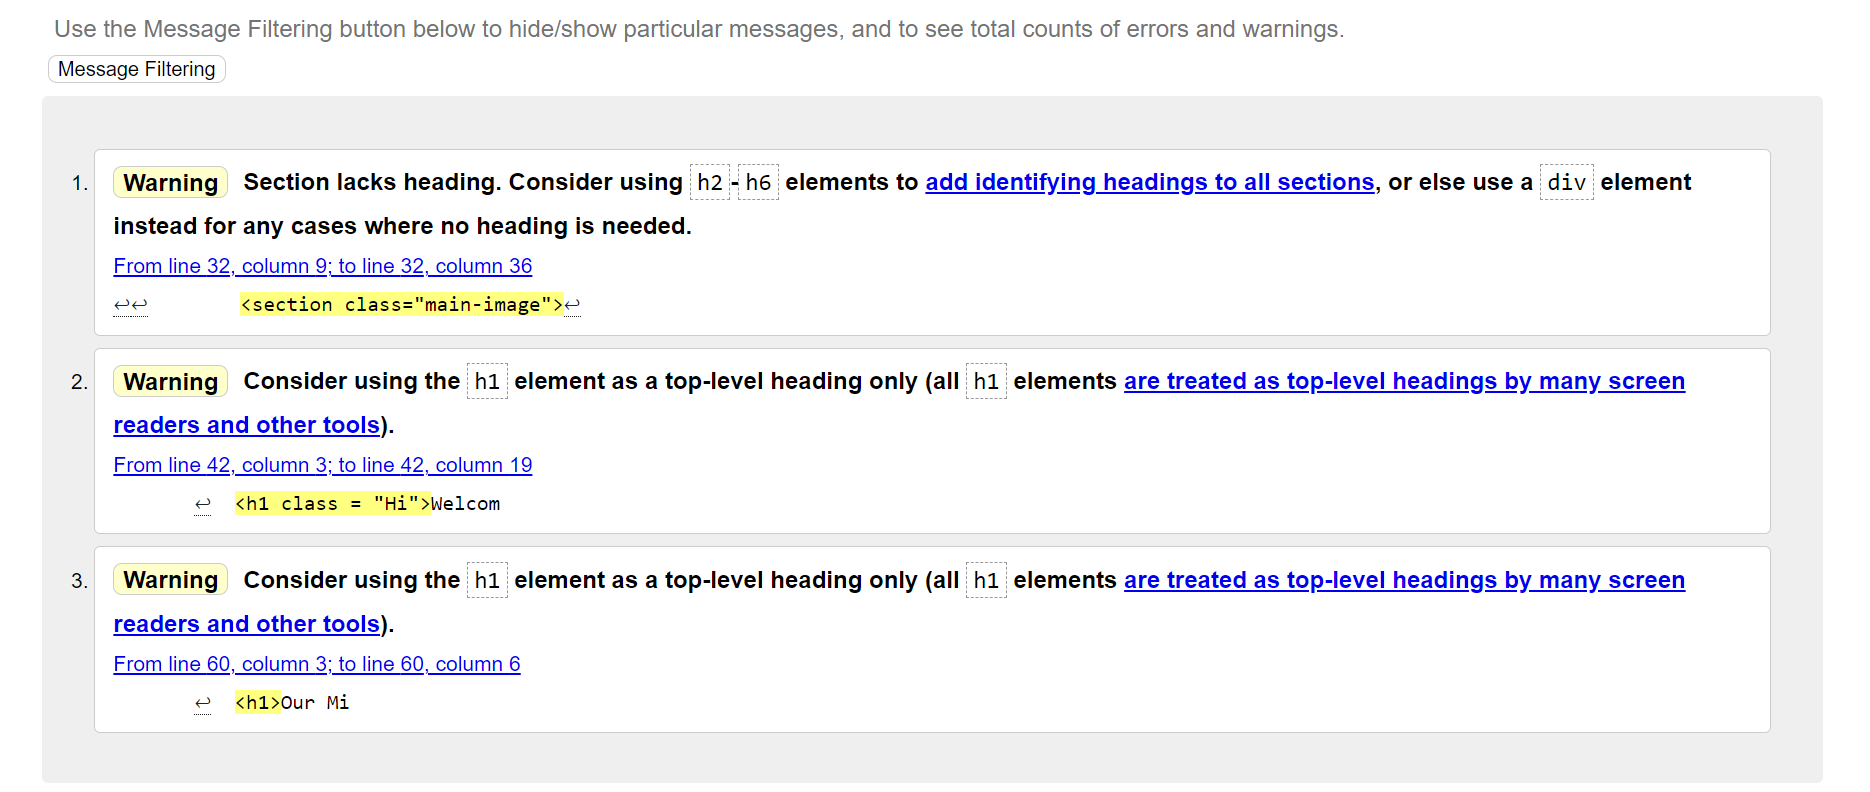 Use the Message Filtering button below to hide/show particular messages, and to see total counts of errors and warnings.
Message Filtering
1. Warning Section lacks heading. Consider using h2-h6 elements to add identifying headings to all sections, or else use a div element
instead for any cases where no heading is needed.
From line 32, column 9; to line 32, column 36
↩↩ <section class="main-image">↩
2. Warning Consider using the h1 element as a top-level heading only (all h1 elements are treated as top-level headings by many screen
readers and other tools).
From line 42, column 3; to line 42, column 19
↩ <h1 class = "Hi">Welcom
3. Warning Consider using the h1 element as a top-level heading only (all h1 elements are treated as top-level headings by many screen
readers and other tools).
From line 60, column 3; to line 60, column 6
↩ <h1>Our Mi